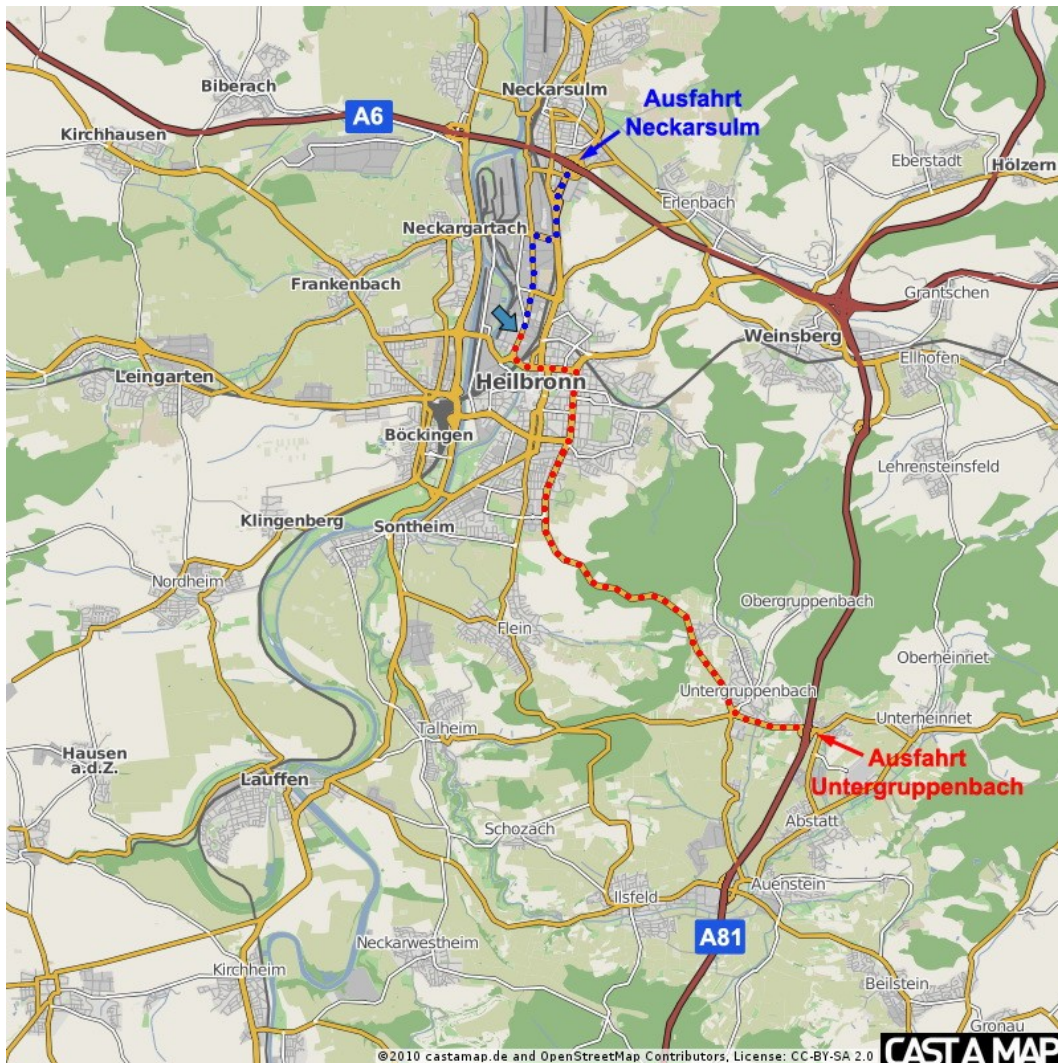 Biberach
Neckarsulm
A6
Ausfahrt
Neckarsulm
Kirchhausen
Eberstadt
Hölzern
Erlenbach
Neckargartach
Frankenbach
Grantschen
Weinsberg
Ellhofen
Leingarten
Heilbronn
Böckingen
Lehrensteinsfeld
Klingenberg
Sontheim
Nordheim
Obergruppenbach
Flein
Oberheinriet
Untergruppenbach
Unterheinriet
Talheim
Hausen
a.d.Z.
Ausfahrt
Untergruppenbach
Lauffen
Schozach
Abstatt
Auenstein
Ilsfeld
A81
Neckarwestheim
Kirchheim
Beilstein
Gronau
©2010 castamap.de and OpenStreetMap Contributors, License: CC-BY-SA 2.0
CAST A MAP